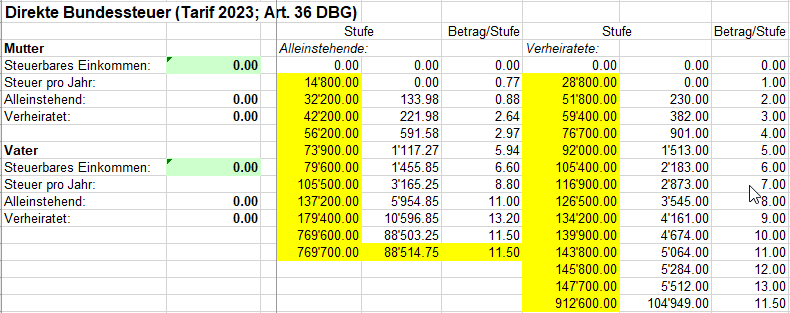 Direkte Bundessteuer (Tarif 2023; Art. 36 DBG)
Stufe Betrag/Stufe Stufe Betrag/Stufe
Mutter Alleinstehende: Verheiratete:
Steuerbares Einkommen: 0.00 0.00 0.00 0.00 0.00 0.00 0.00
Steuer pro Jahr: 14'800.00 0.00 0.77 28'800.00 0.00 1.00
Alleinstehend: 0.00 32'200.00 133.98 0.88 51'800.00 230.00 2.00
Verheiratet: 0.00 42'200.00 221.98 2.64 59'400.00 382.00 3.00
56'200.00 591.58 2.97 76'700.00 901.00 4.00
Vater 73'900.00 1'117.27 5.94 92'000.00 1'513.00 5.00
Steuerbares Einkommen: 0.00 79'600.00 1'455.85 6.60 105'400.00 2'183.00 6.00
Steuer pro Jahr: 105'500.00 3'165.25 8.80 116'900.00 2'873.00 7.00
Alleinstehend: 0.00 137'200.00 5'954.85 11.00 126'500.00 3'545.00 8.00
Verheiratet: 0.00 179'400.00 10'596.85 13.20 134'200.00 4'161.00 9.00
769'600.00 88'503.25 11.50 139'900.00 4'674.00 10.00
769'700.00 88'514.75 11.50 143'800.00 5'064.00 11.00
145'800.00 5'284.00 12.00
147'700.00 5'512.00 13.00
912'600.00 104'949.00 11.50